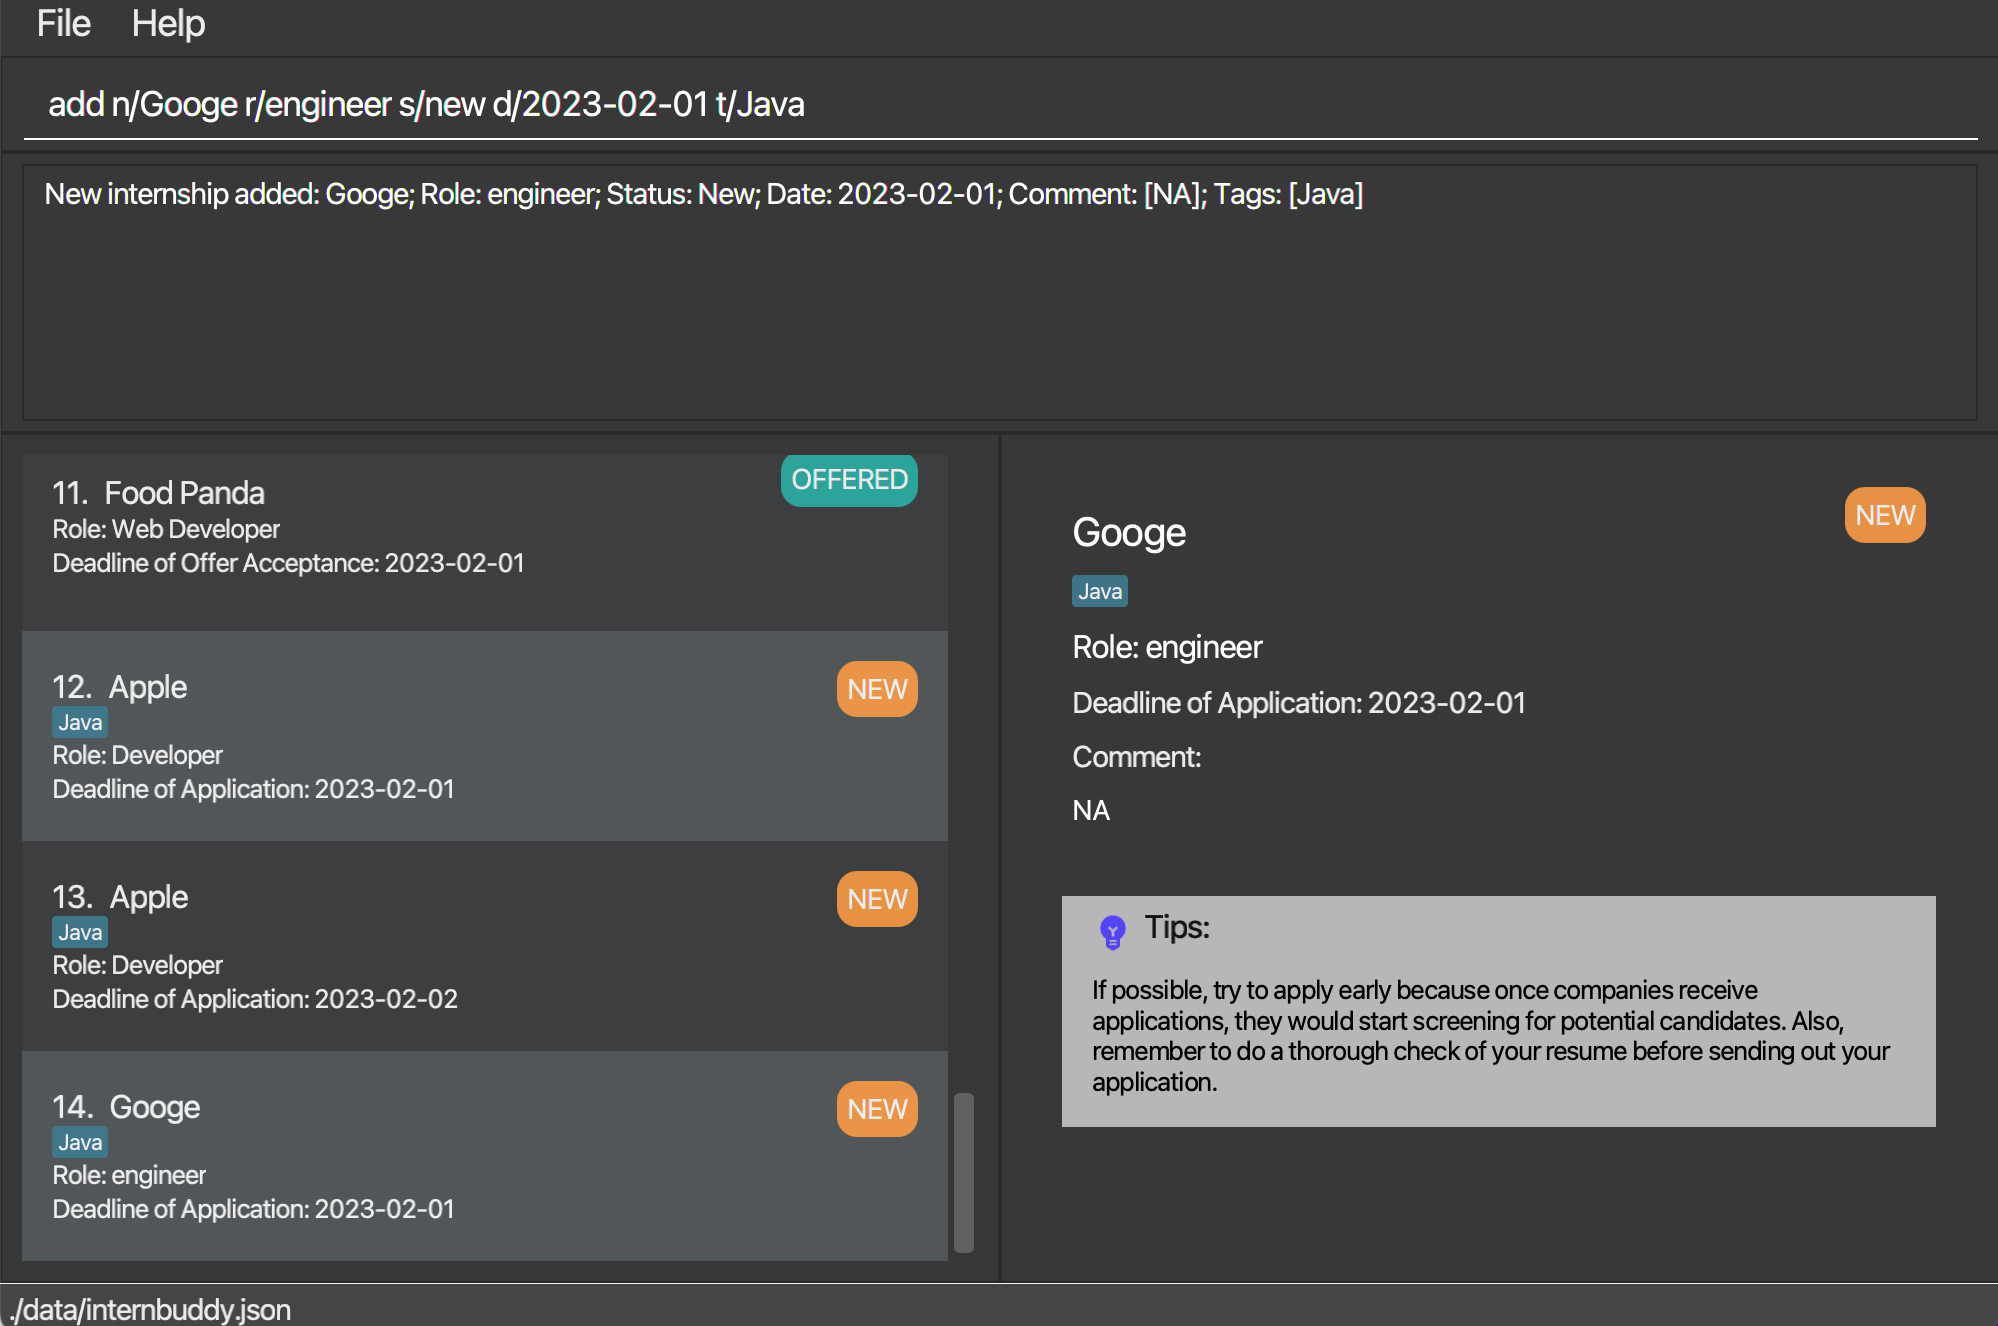 File Help
add n/Googe r/engineer s/new d/2023-02-01 t/Java
New internship added: Googe; Role: engineer; Status: New; Date: 2023-02-01; Comment: [NA]; Tags: [Java]
11. Food Panda
OFFERED
Role: Web Developer
Deadline of Offer Acceptance: 2023-02-01
12. Apple
NEW
Java
Role: Developer
Deadline of Application: 2023-02-01
13. Apple
NEW
Java
Role: Developer
Deadline of Application: 2023-02-02
14. Googe
NEW
Java
Role: engineer
Deadline of Application: 2023-02-01
Googe
NEW
Java
Role: engineer
Deadline of Application: 2023-02-01
Comment:
NA
Tips:
If possible, try to apply early because once companies receive
applications, they would start screening for potential candidates. Also,
remember to do a thorough check of your resume before sending out your
application.
./data/internbuddy.json